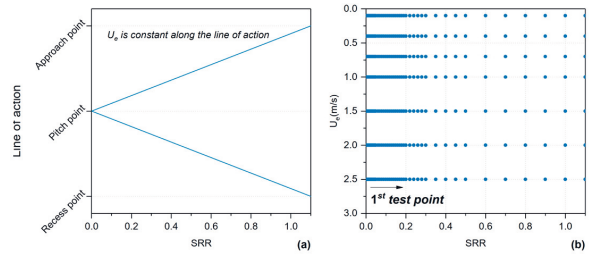 Line of action
Approach point
Pitch point
Recess point
U_e is constant along the line of action
0.0 0.2 0.4 0.6 0.8 1.0
SRR
(a)
U_e(m/s)
0.0
0.5
1.0
1.5
2.0
2.5
3.0
1st test point
0.0 0.2 0.4 0.6 0.8 1.0
SRR
(b)